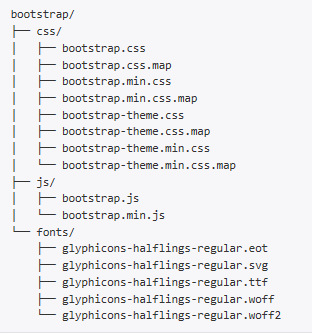 bootstrap/
├── css/
│   ├── bootstrap.css
│   ├── bootstrap.css.map
│   ├── bootstrap.min.css
│   ├── bootstrap.min.css.map
│   ├── bootstrap-theme.css
│   ├── bootstrap-theme.css.map
│   ├── bootstrap-theme.min.css
│   └── bootstrap-theme.min.css.map
├── js/
│   ├── bootstrap.js
│   └── bootstrap.min.js
└── fonts/
    ├── glyphicons-halflings-regular.eot
    ├── glyphicons-halflings-regular.svg
    ├── glyphicons-halflings-regular.ttf
    ├── glyphicons-halflings-regular.woff
    └── glyphicons-halflings-regular.woff2